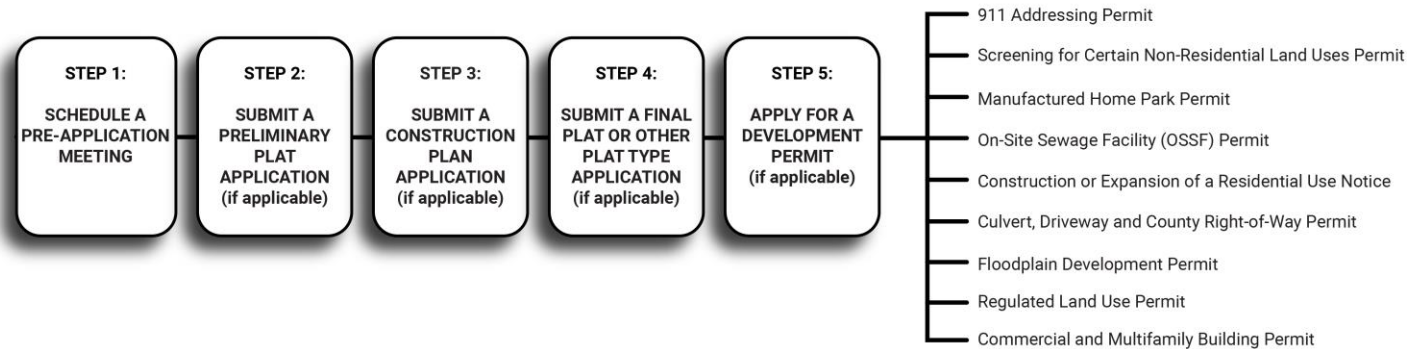 STEP 1:
SCHEDULE A
PRE-APPLICATION
MEETING
STEP 2:
SUBMIT A
PRELIMINARY
PLAT
APPLICATION
(if applicable)
STEP 3:
SUBMIT A
CONSTRUCTION
PLAN
APPLICATION
(if applicable)
STEP 4:
SUBMIT A FINAL
PLAT OR OTHER
PLAT TYPE
APPLICATION
(if applicable)
STEP 5:
APPLY FOR A
DEVELOPMENT
PERMIT
(if applicable)
911 Addressing Permit
Screening for Certain Non-Residential Land Uses Permit
Manufactured Home Park Permit
On-Site Sewage Facility (OSSF) Permit
Construction or Expansion of a Residential Use Notice
Culvert, Driveway and County Right-of-Way Permit
Floodplain Development Permit
Regulated Land Use Permit
Commercial and Multifamily Building Permit